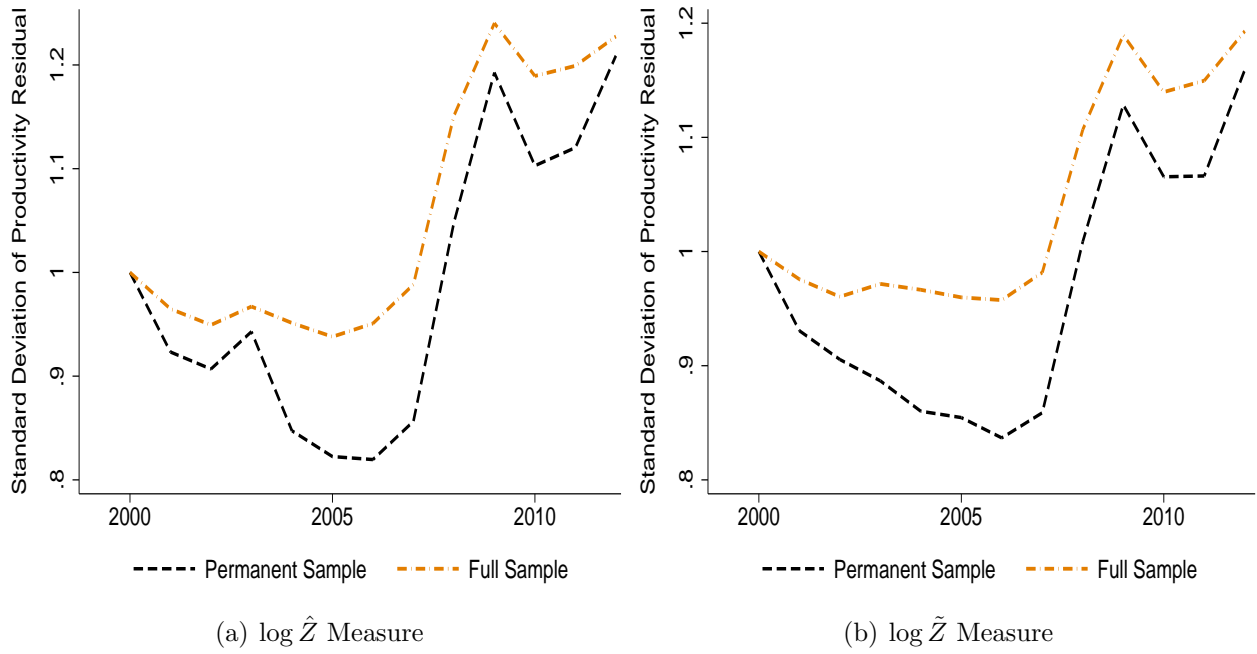 Standard Deviation of Productivity Residual
1.2
1.1
1
.9
.8
2000 2005 2010
Permanent Sample Full Sample
(a) log Ẑ Measure
Standard Deviation of Productivity Residual
1.2
1.1
1
.9
.8
2000 2005 2010
Permanent Sample Full Sample
(b) log Z̃ Measure